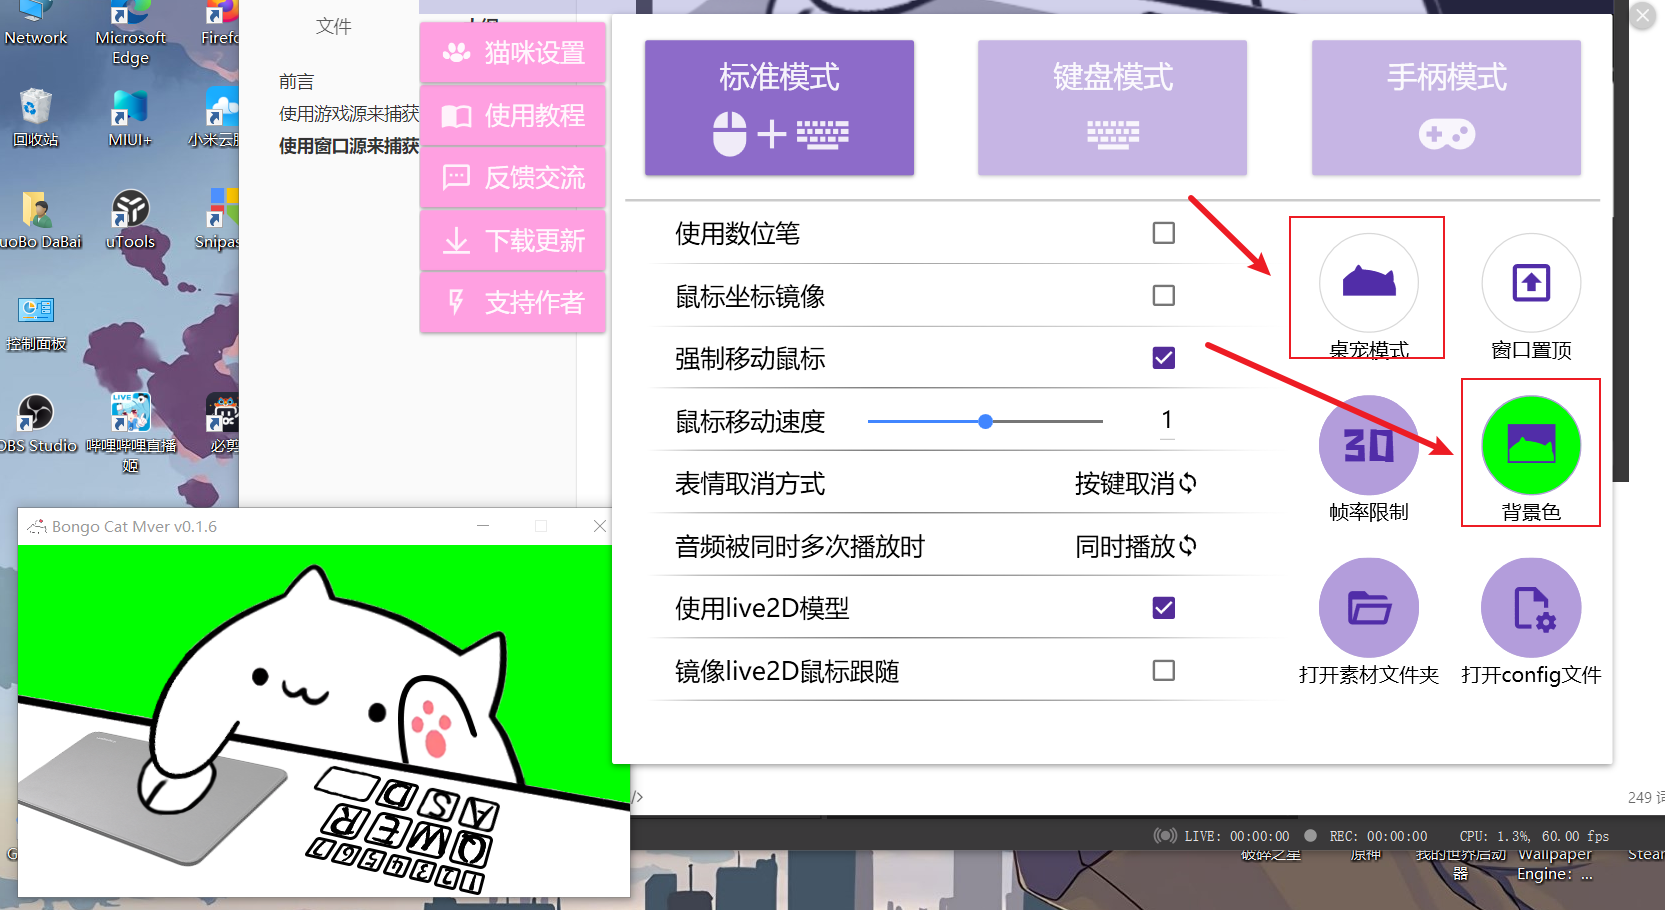 Network
Microsoft
Edge
Firefo
回收站
MIUI+
小米云服
uoBo DaBai
uTools
Snipas
控制面板
OBS Studio
LIVE
哔哩哔哩直播
姬
必剪
文件
前言
使用游戏源来捕获
使用窗口源来捕获
猫咪设置
使用教程
反馈交流
下载更新
支持作者
标准模式
键盘模式
手柄模式
使用数位笔
鼠标坐标镜像
强制移动鼠标
鼠标移动速度
1
表情取消方式
按键取消
音频被同时多次播放时
同时播放
使用live2D模型
镜像live2D鼠标跟随
桌宠模式
窗口置顶
30
帧率限制
背景色
打开素材文件夹
打开config文件
Bongo Cat Mver v0.1.6
D S A
R E W Q
7 6 5 4 3 2 1
/>
249 词
LIVE: 00:00:00
REC: 00:00:00
CPU: 1.3%, 60.00 fps
G
破碎之星
原神
我的世界启动
器
Wallpaper
Engine：...
Stear